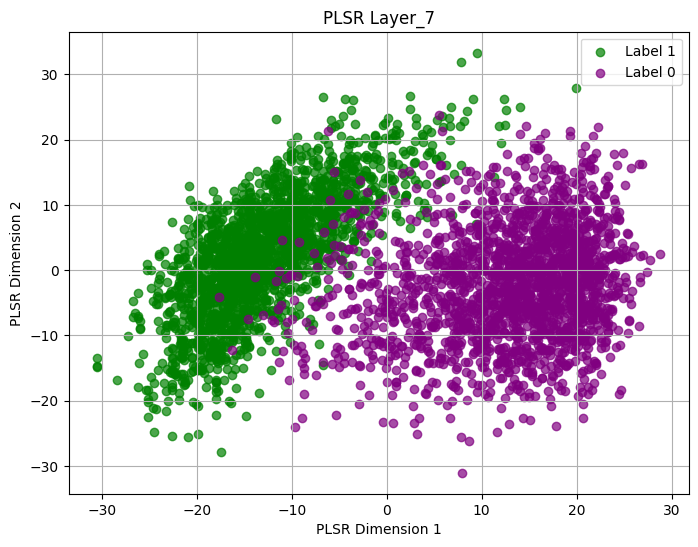 PLSR Layer_7
Label 1
Label 0
PLSR Dimension 2
30
20
10
0
−10
−20
−30
−30 −20 −10 0 10 20 30
PLSR Dimension 1